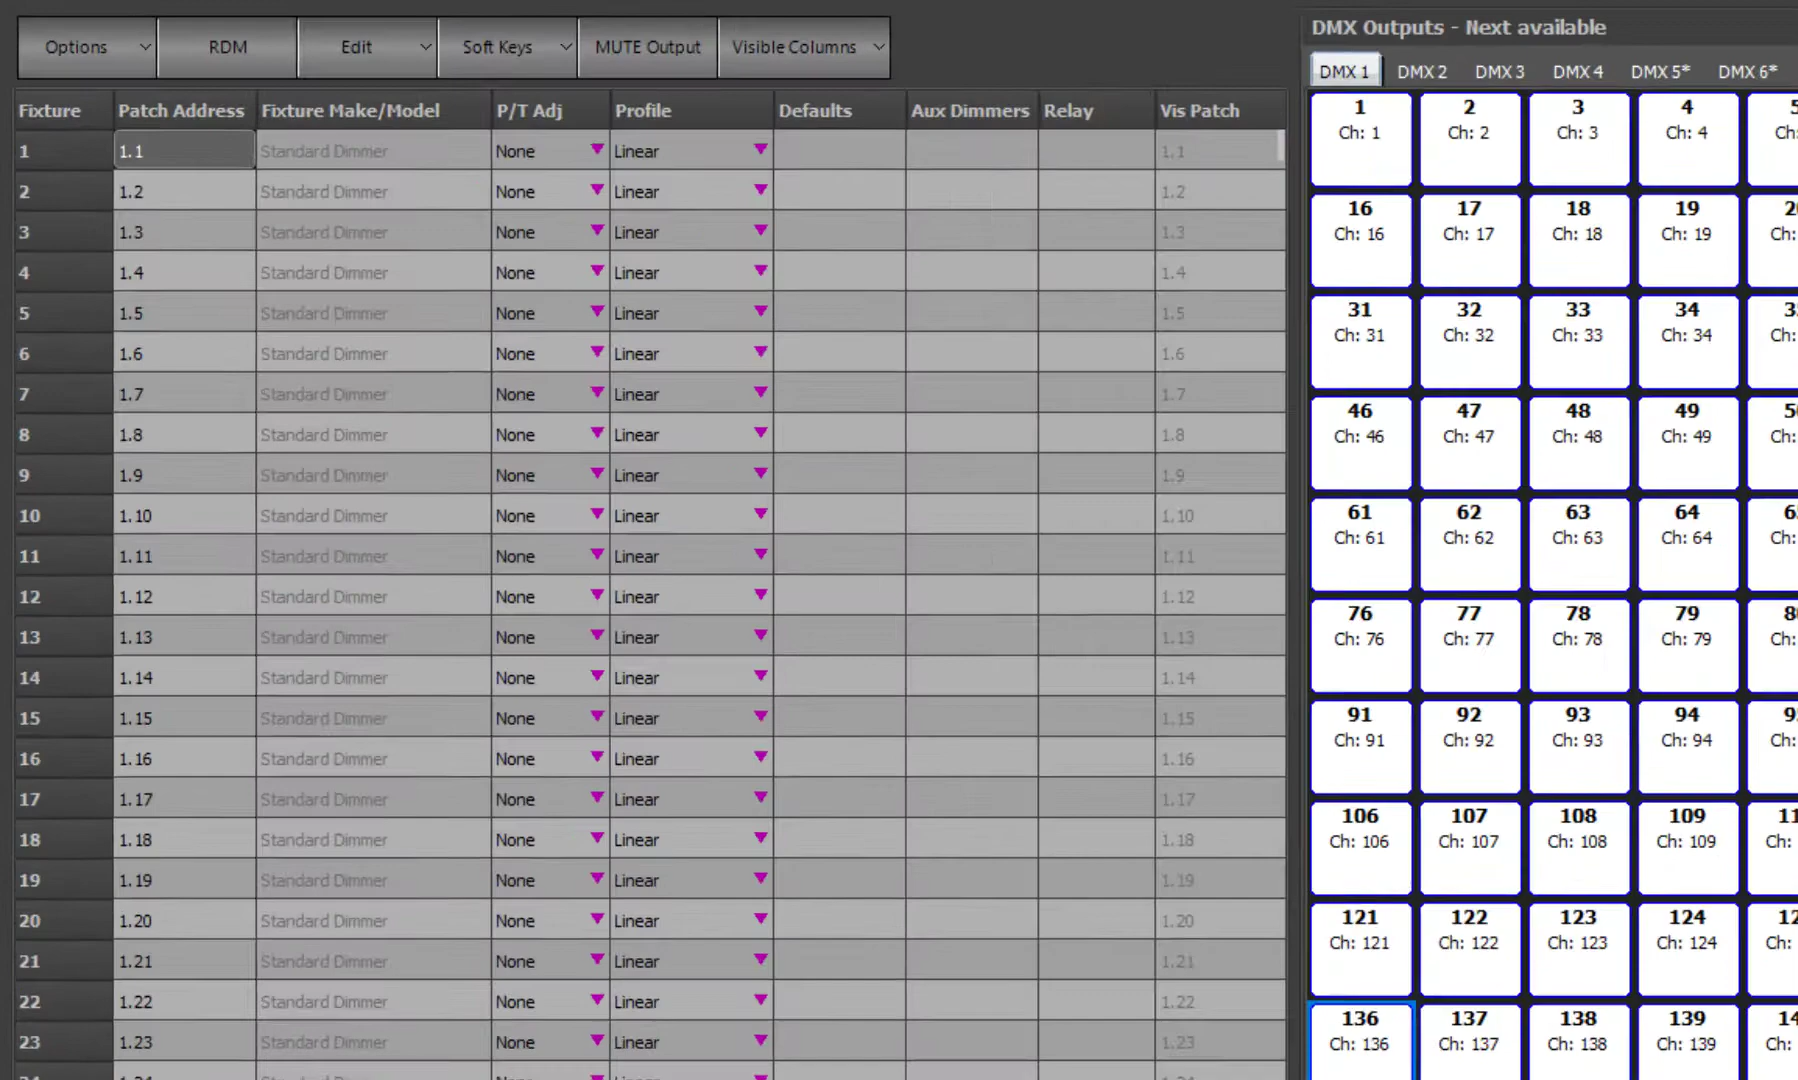 Options RDM Edit Soft Keys MUTE Output Visible Columns
Fixture Patch Address Fixture Make/Model P/T Adj Profile Defaults Aux Dimmers Relay Vis Patch
1 1.1 Standard Dimmer None Linear 1.1
2 1.2 Standard Dimmer None Linear 1.2
3 1.3 Standard Dimmer None Linear 1.3
4 1.4 Standard Dimmer None Linear 1.4
5 1.5 Standard Dimmer None Linear 1.5
6 1.6 Standard Dimmer None Linear 1.6
7 1.7 Standard Dimmer None Linear 1.7
8 1.8 Standard Dimmer None Linear 1.8
9 1.9 Standard Dimmer None Linear 1.9
10 1.10 Standard Dimmer None Linear 1.10
11 1.11 Standard Dimmer None Linear 1.11
12 1.12 Standard Dimmer None Linear 1.12
13 1.13 Standard Dimmer None Linear 1.13
14 1.14 Standard Dimmer None Linear 1.14
15 1.15 Standard Dimmer None Linear 1.15
16 1.16 Standard Dimmer None Linear 1.16
17 1.17 Standard Dimmer None Linear 1.17
18 1.18 Standard Dimmer None Linear 1.18
19 1.19 Standard Dimmer None Linear 1.19
20 1.20 Standard Dimmer None Linear 1.20
21 1.21 Standard Dimmer None Linear 1.21
22 1.22 Standard Dimmer None Linear 1.22
23 1.23 Standard Dimmer None Linear 1.23
DMX Outputs - Next available
DMX 1 DMX 2 DMX 3 DMX 4 DMX 5* DMX 6*
1 2 3 4
Ch: 1 Ch: 2 Ch: 3 Ch: 4 Ch:
16 17 18 19
Ch: 16 Ch: 17 Ch: 18 Ch: 19 Ch:
31 32 33 34
Ch: 31 Ch: 32 Ch: 33 Ch: 34 Ch:
46 47 48 49
Ch: 46 Ch: 47 Ch: 48 Ch: 49 Ch:
61 62 63 64
Ch: 61 Ch: 62 Ch: 63 Ch: 64 Ch:
76 77 78 79
Ch: 76 Ch: 77 Ch: 78 Ch: 79 Ch:
91 92 93 94
Ch: 91 Ch: 92 Ch: 93 Ch: 94 Ch:
106 107 108 109
Ch: 106 Ch: 107 Ch: 108 Ch: 109 Ch:
121 122 123 124
Ch: 121 Ch: 122 Ch: 123 Ch: 124 Ch:
136 137 138 139
Ch: 136 Ch: 137 Ch: 138 Ch: 139 Ch: